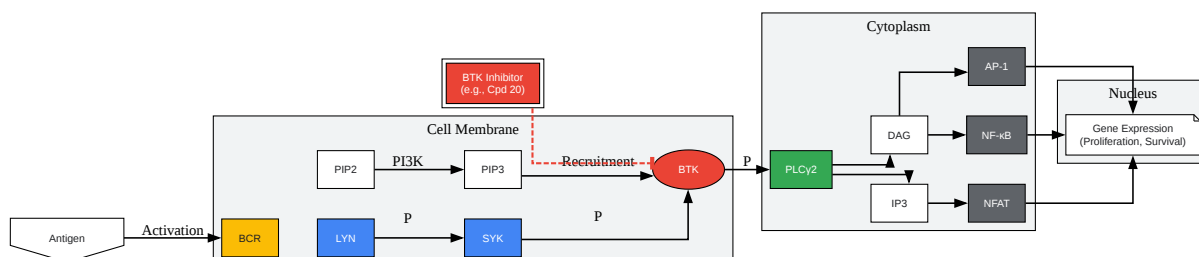 Cytoplasm
AP-1
BTK Inhibitor
(e.g., Cpd 20)
Nucleus
Cell Membrane
Gene Expression
(Proliferation, Survival)
DAG
NF-κB
PIP2
PI3K
PIP3
Recruitment
BTK
P
PLCγ2
IP3
NFAT
Antigen
Activation
BCR
LYN
P
SYK
P